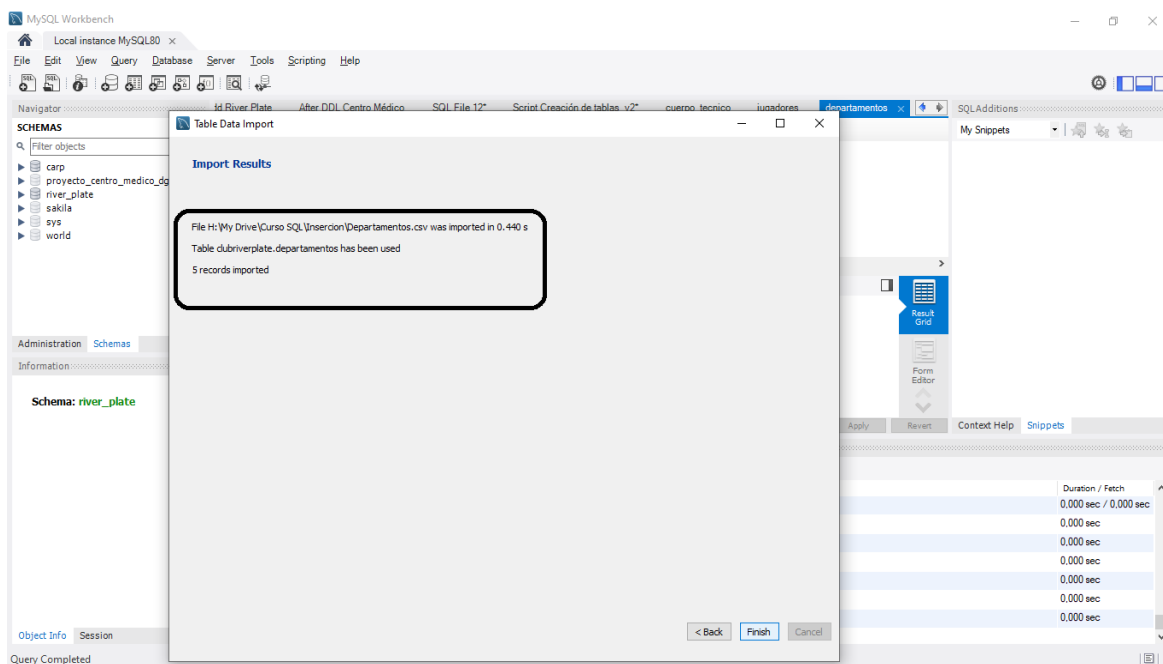 MySQL Workbench
Local instance MySQL80 ×
File Edit View Query Database Server Tools Scripting Help
Navigator
SCHEMAS
Filter objects
carp
proyecto_centro_medico_dg
river_plate
sakila
sys
world
Administration Schemas
Information
Schema: river_plate
Object Info Session
Query Completed
ld River Plate After DDL Centro Médico SQL File 12* Script Creación de tablas_v2* cuerpo_tecnico jugadores departamentos ×
Table Data Import
Import Results
File H:\My Drive\Curso SQL\Insercion\Departamentos.csv was imported in 0.440 s
Table clubriverplate.departamentos has been used
5 records imported
< Back Finish Cancel
Result
Grid
Form
Editor
Apply Revert
SQLAdditions
My Snippets
Context Help Snippets
Duration / Fetch
0,000 sec / 0,000 sec
0,000 sec
0,000 sec
0,000 sec
0,000 sec
0,000 sec
0,000 sec